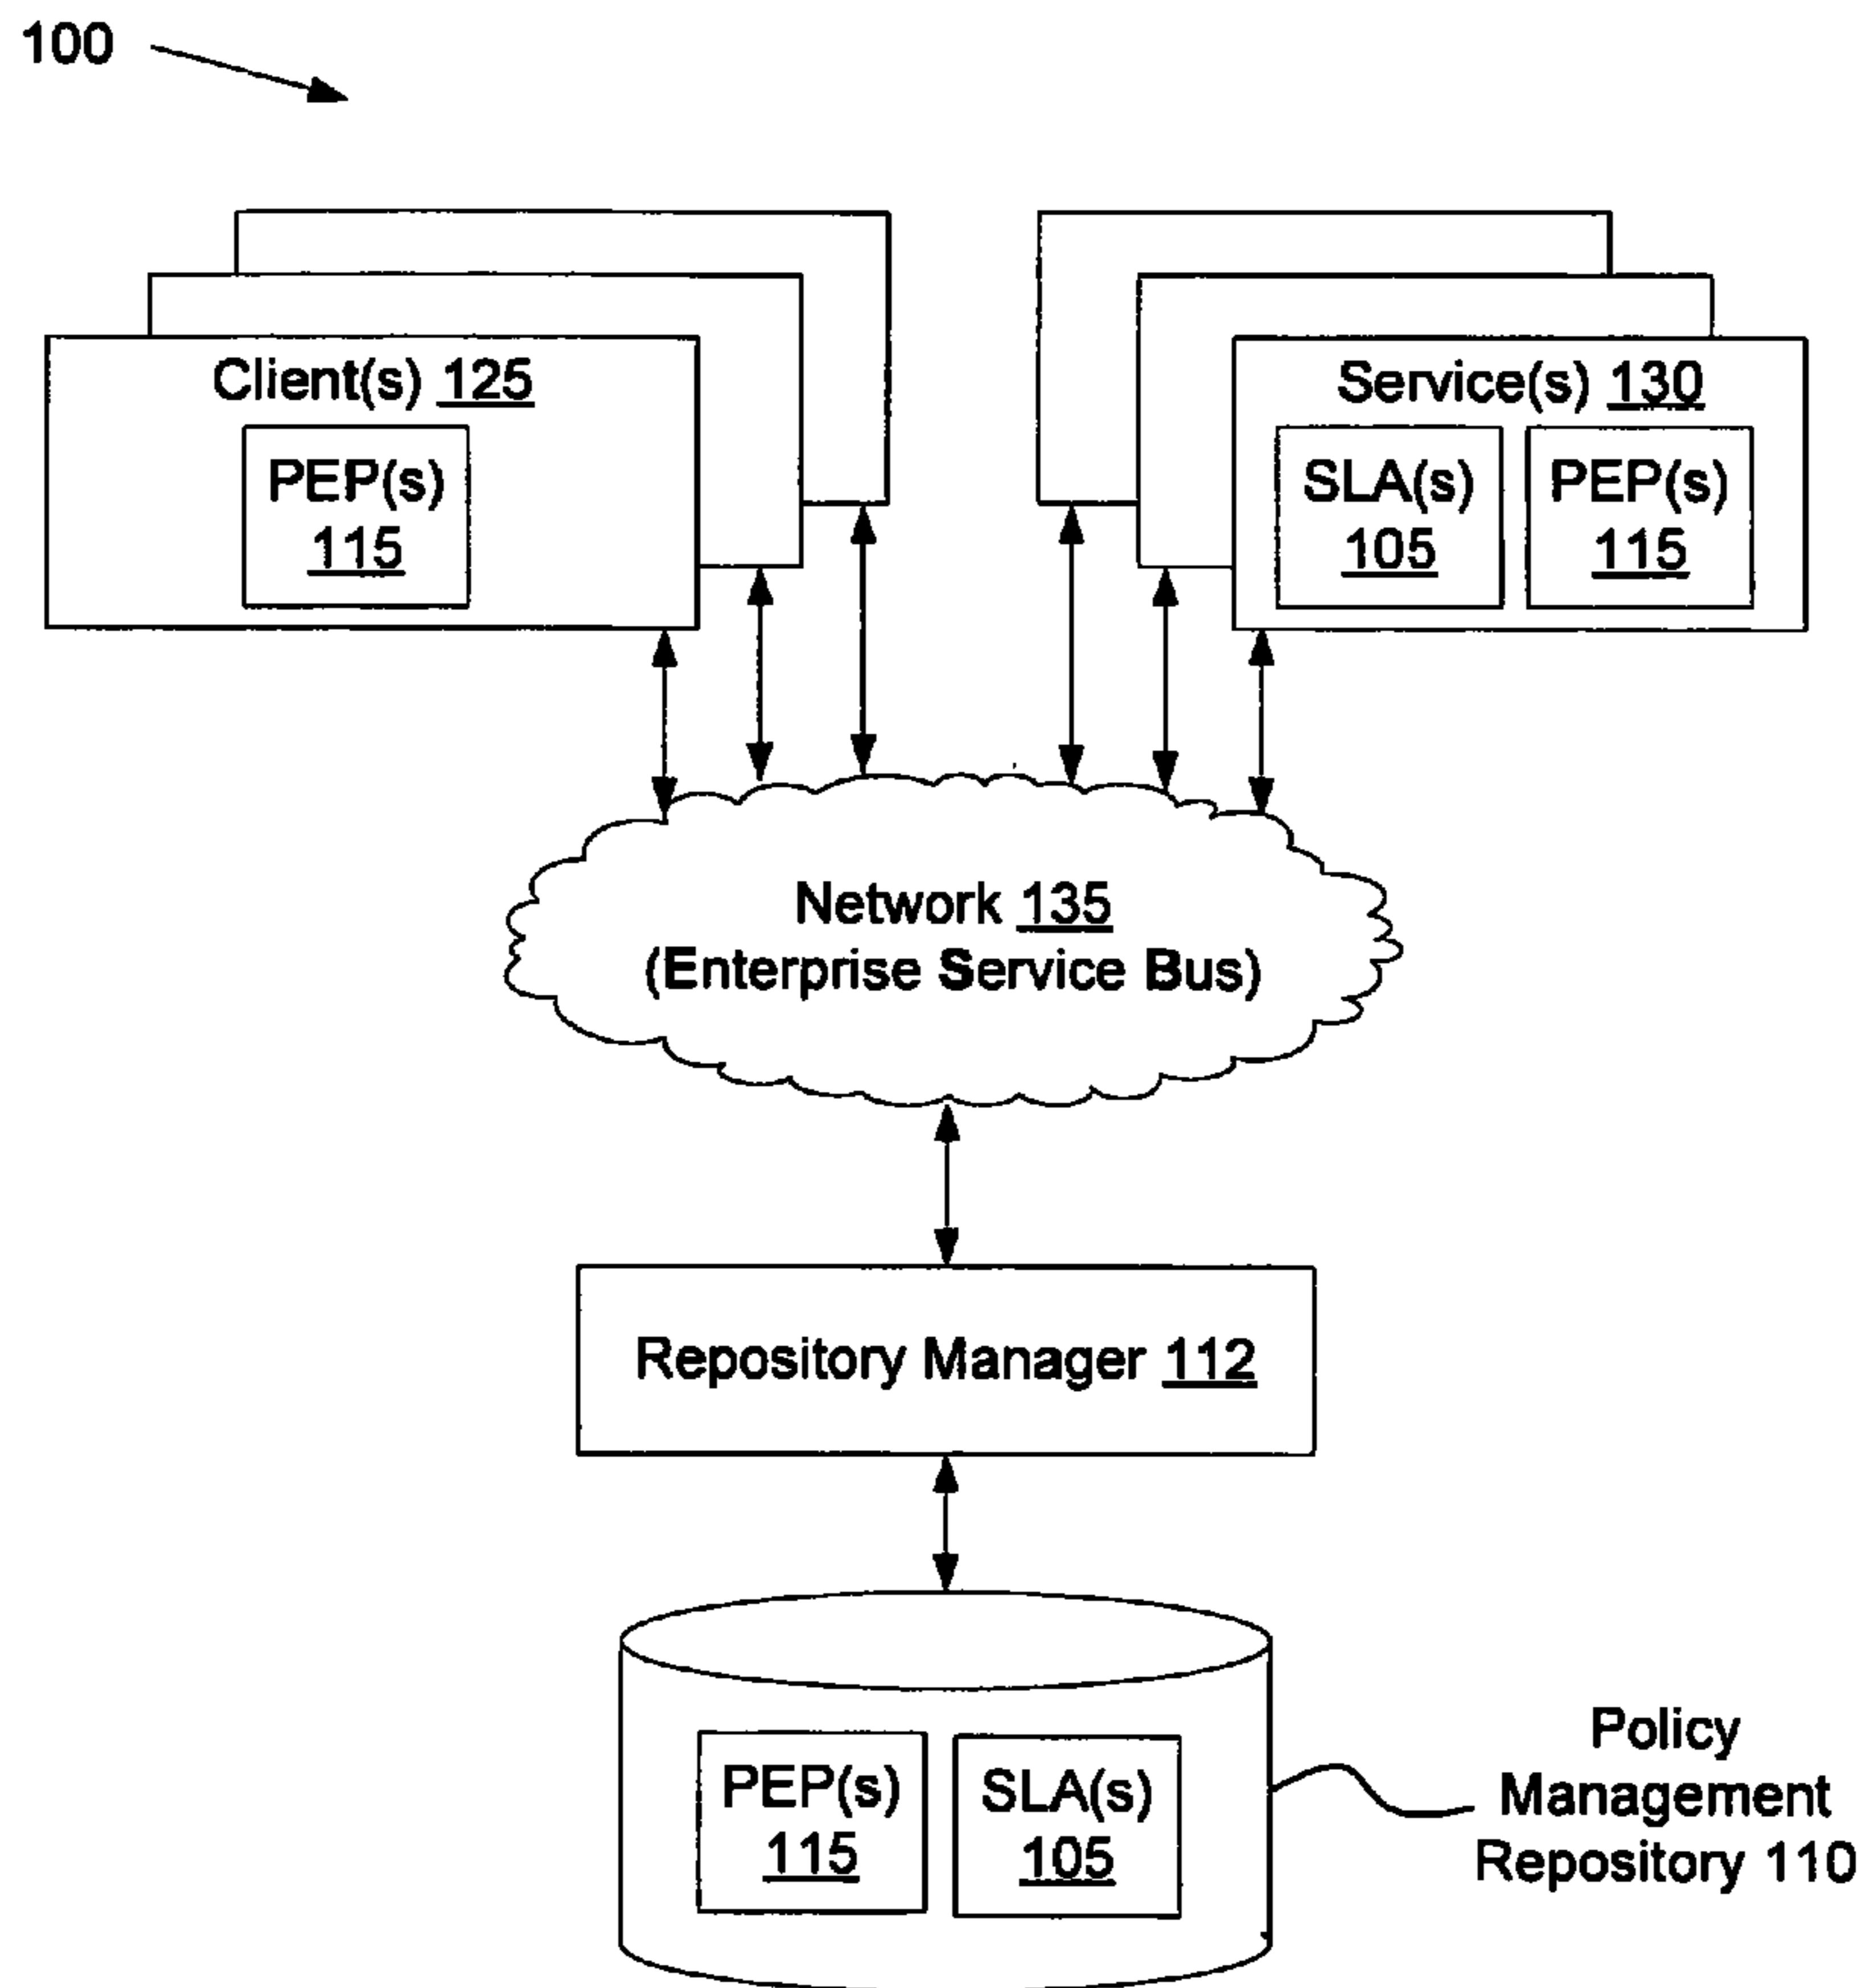 100
Client(s) 125
PEP(s)
115
Service(s) 130
SLA(s)
105
PEP(s)
115
Network 135
(Enterprise Service Bus)
Repository Manager 112
PEP(s)
115
SLA(s)
105
Policy
Management
Repository 110